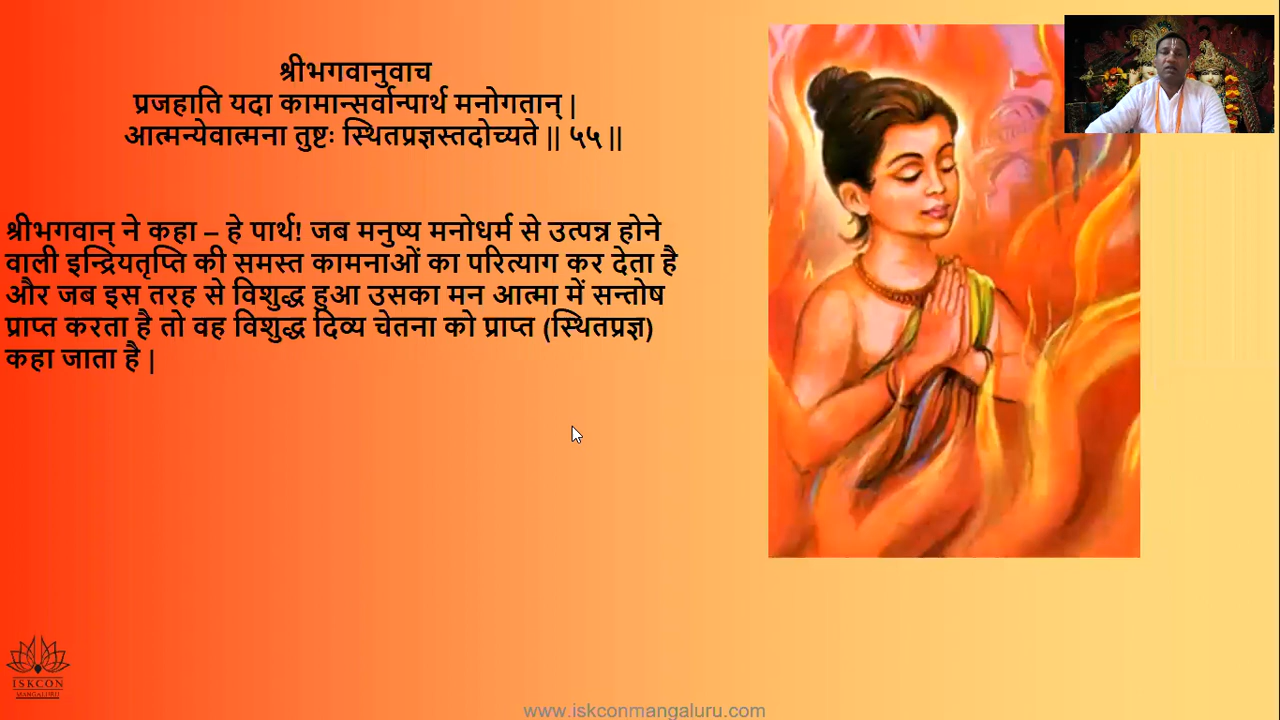 श्रीभगवानुवाच
प्रजहाति यदा कामान्सर्वान्पार्थ मनोगतान् |
आत्मन्येवात्मना तुष्टः स्थितप्रज्ञस्तदोच्यते || ५५ ||
श्रीभगवान् ने कहा – हे पार्थ! जब मनुष्य मनोधर्म से उत्पन्न होने
वाली इन्द्रियतृप्ति की समस्त कामनाओं का परित्याग कर देता है
और जब इस तरह से विशुद्ध हुआ उसका मन आत्मा में सन्तोष
प्राप्त करता है तो वह विशुद्ध दिव्य चेतना को प्राप्त (स्थितप्रज्ञ)
कहा जाता है |
ISKCON
MANGALURU
www.iskconmangaluru.com